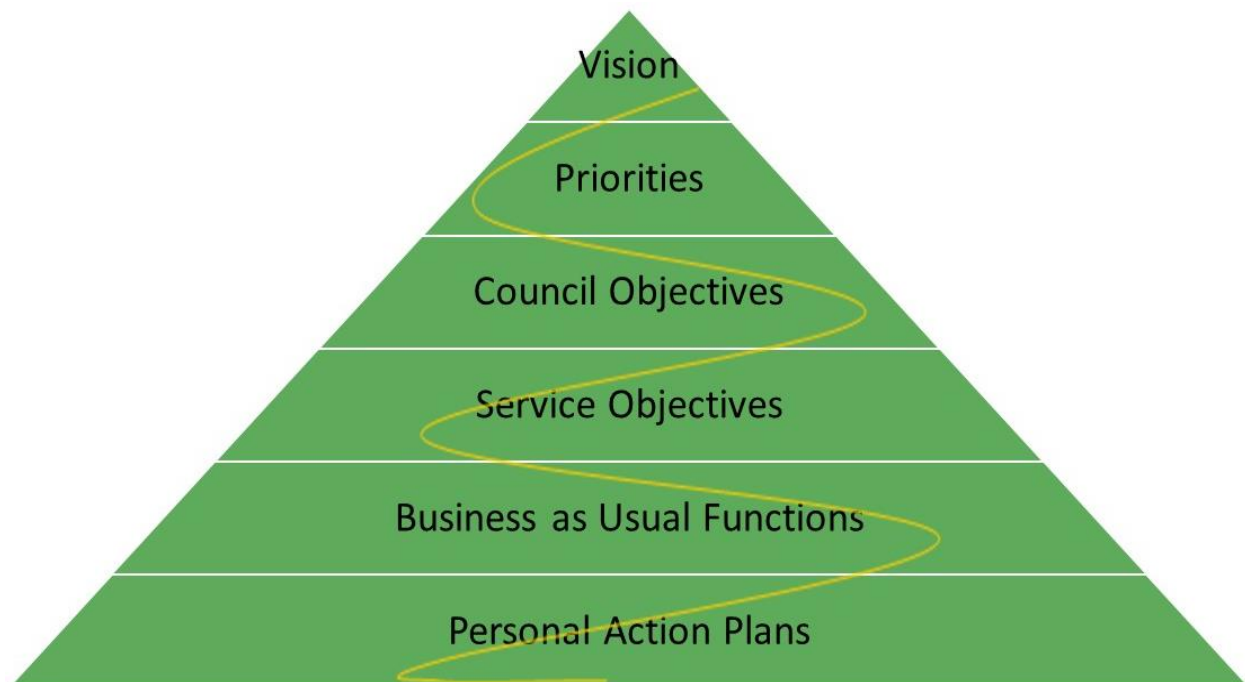 Vision
Priorities
Council Objectives
Service Objectives
Business as Usual Functions
Personal Action Plans